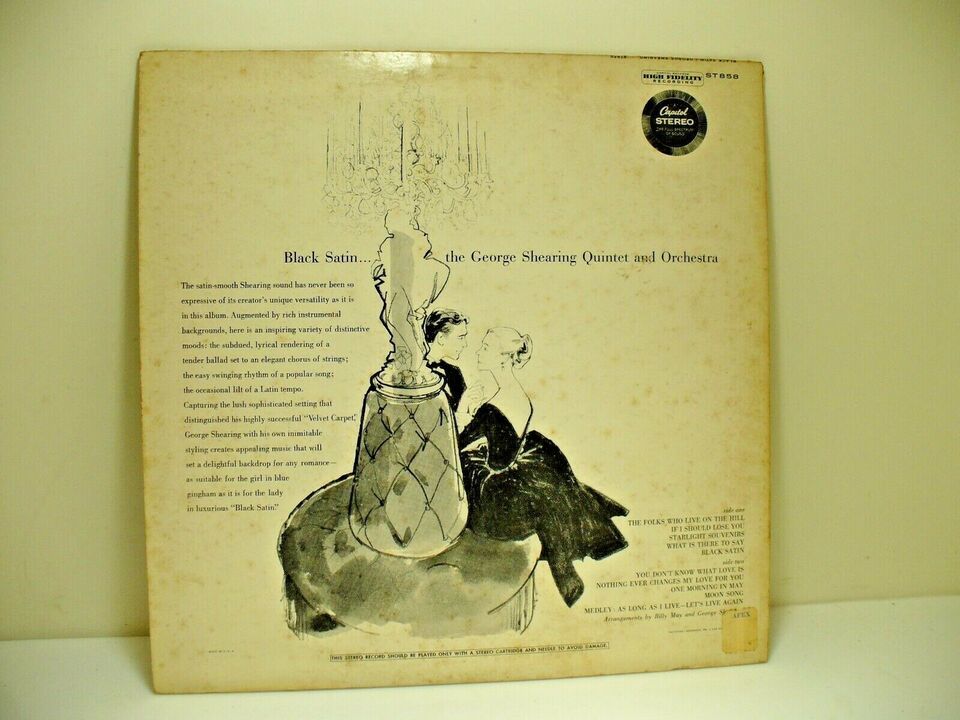 HIGH FIDELITY
RECORDING
ST858
Capitol
STEREO
THE FULL SPECTRUM
OF SOUND
Black Satin... the George Shearing Quintet and Orchestra
The satin-smooth Shearing sound has never been so
expressive of its creator's unique versatility as it is
in this album. Augmented by rich instrumental
backgrounds, here is an inspiring variety of distinctive
moods: the subdued, lyrical rendering of a
tender ballad set to an elegant chorus of strings;
the easy swinging rhythm of a popular song;
the occasional lilt of a Latin tempo.
Capturing the lush sophisticated setting that
distinguished his highly successful "Velvet Carpet,"
George Shearing with his own inimitable
styling creates appealing music that will
set a delightful backdrop for any romance—
as suitable for the girl in blue
gingham as it is for the lady
in luxurious "Black Satin."
side one
THE FOLKS WHO LIVE ON THE HILL
IF I SHOULD LOSE YOU
STARLIGHT SOUVENIRS
WHAT IS THERE TO SAY
BLACK SATIN
side two
YOU DON'T KNOW WHAT LOVE IS
NOTHING EVER CHANGES MY LOVE FOR YOU
ONE MORNING IN MAY
MOON SONG
MEDLEY: AS LONG AS I LIVE—LET'S LIVE AGAIN
Arrangements by Billy May and George
APEX
THIS STEREO RECORD SHOULD BE PLAYED ONLY WITH A STEREO CARTRIDGE AND NEEDLE TO AVOID DAMAGE.